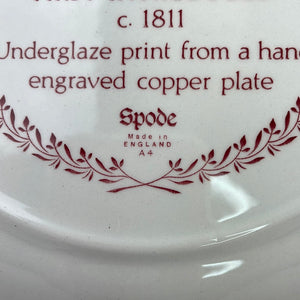 c. 1811
Underglaze print from a hand
engraved copper plate
Spode
Made in
ENGLAND
A4